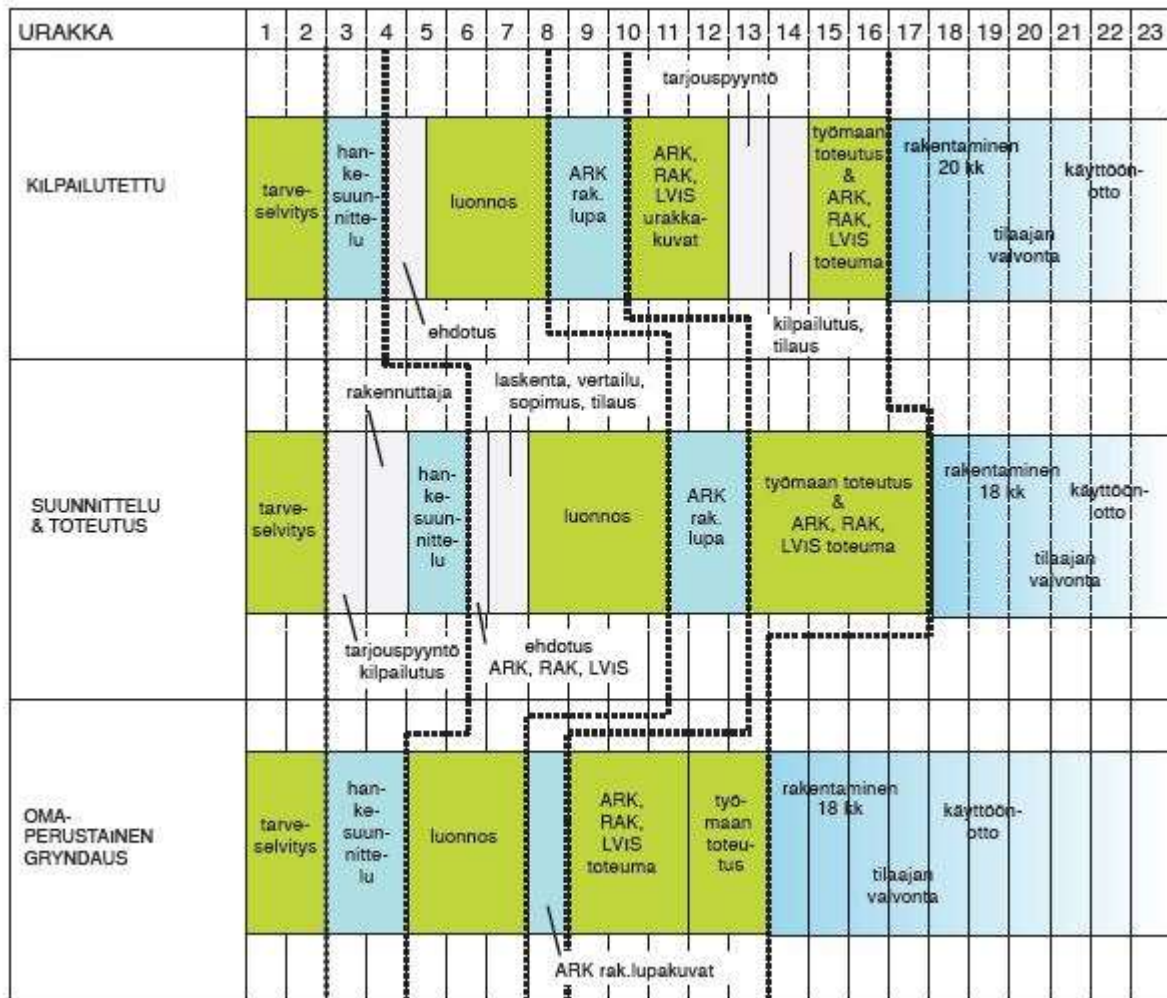 URAKKA 1 2 3 4 5 6 7 8 9 10 11 12 13 14 15 16 17 18 19 20 21 22 23
KILPAILUTETTU
tarve-
selvitys
han-
ke-
suun-
nitte-
lu
ehdotus
luonnos
ARK
rak.
lupa
ARK,
RAK,
LVIS
urakka-
kuvat
tarjouspyyntö
kilpailutus,
tilaus
työmaan
toteutus
&
ARK,
RAK,
LVIS
toteuma
rakentaminen
20 kk
tilaajan
valvonta
käyttöön-
otto
SUUNNITTELU
& TOTEUTUS
tarve-
selvitys
tarjouspyyntö
kilpailutus
rakennuttaja
han-
ke-
suun-
nitte-
lu
ehdotus
ARK, RAK, LVIS
laskenta, vertailu,
sopimus, tilaus
luonnos
ARK
rak.
lupa
työmaan toteutus
&
ARK, RAK,
LVIS toteuma
rakentaminen
18 kk
tilaajan
valvonta
käyttöön-
otto
OMA-
PERUSTAINEN
GRYNDAUS
tarve-
selvitys
han-
ke-
suun-
nitte-
lu
luonnos
ARK rak.lupakuvat
ARK,
RAK,
LVIS
toteuma
työ-
maan
toteu-
tus
rakentaminen
18 kk
tilaajan
valvonta
käyttöön-
otto